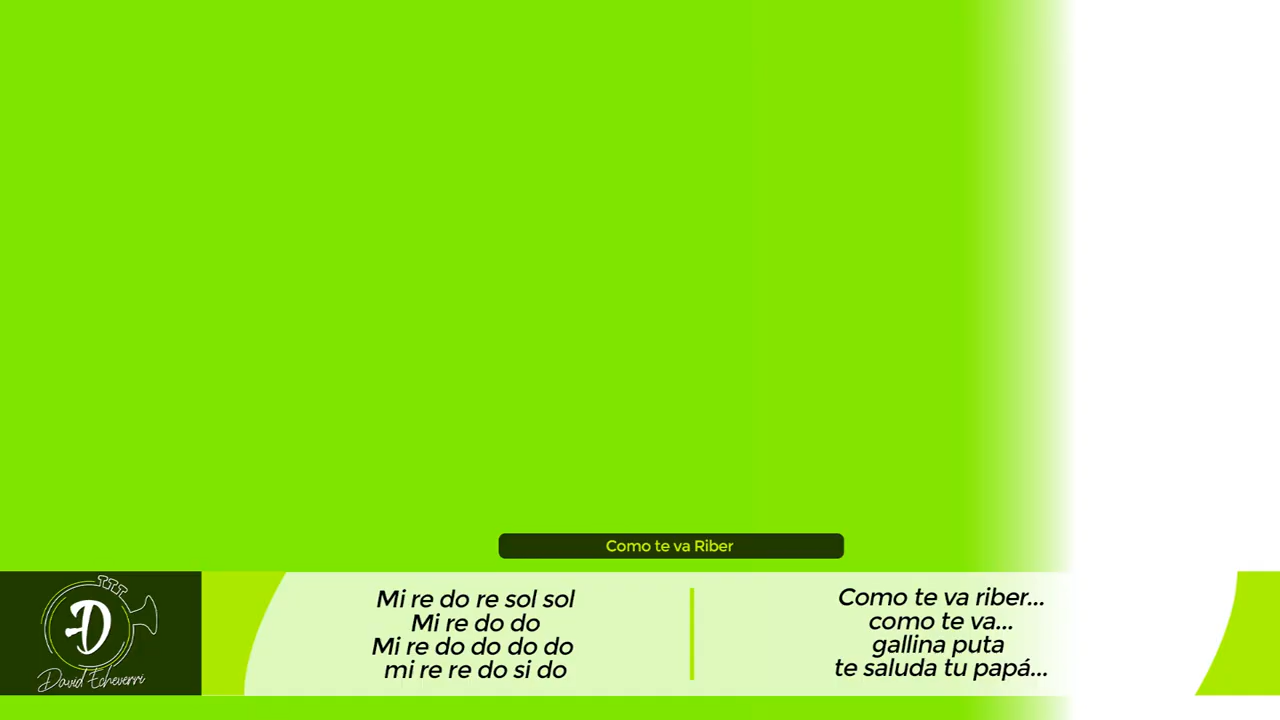 Como te va Riber
Mi re do re sol sol
Mi re do do
Mi re do do do do
mi re re do si do
Como te va riber...
como te va...
gallina puta
te saluda tu papá...
D
David Echeverri